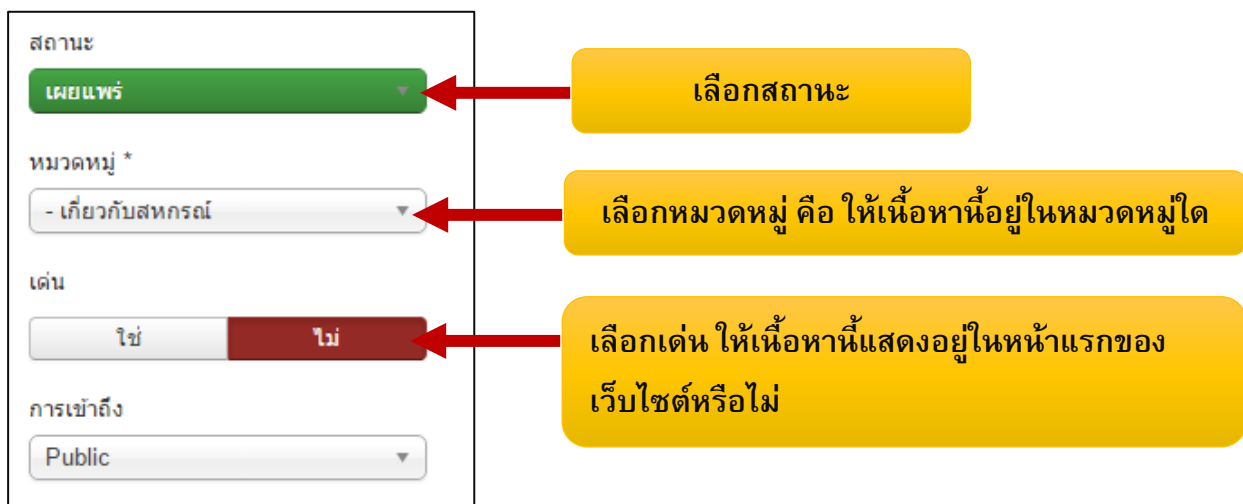 สถานะ
เผยแพร่
เลือกสถานะ
หมวดหมู่ *
- เกี่ยวกับสหกรณ์
เลือกหมวดหมู่ คือ ให้เนื้อหานี้อยู่ในหมวดหมู่ใด
เด่น
ใช่
ไม่
เลือกเด่น ให้เนื้อหานี้แสดงอยู่ในหน้าแรกของ
เว็บไซต์หรือไม่
การเข้าถึง
Public